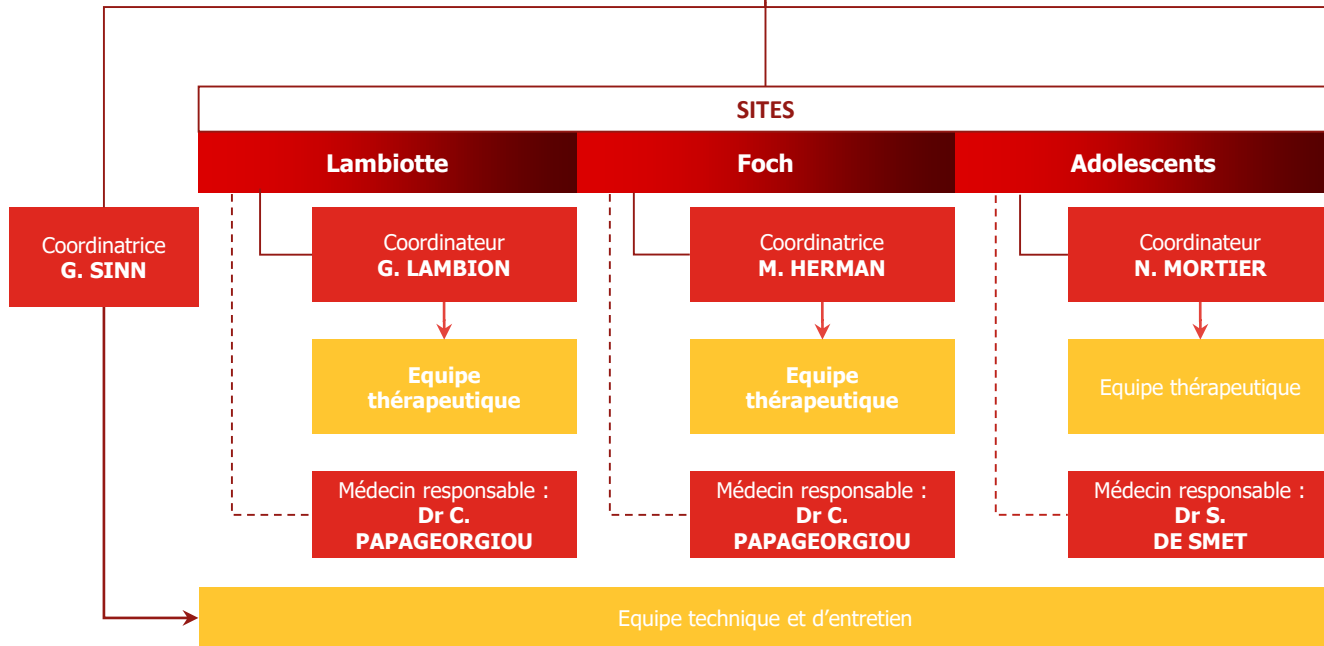 SITES
Lambiotte
Foch
Adolescents
Coordinatrice
G. SINN
Coordinateur
G. LAMBION
Coordinatrice
M. HERMAN
Coordinateur
N. MORTIER
Equipe
thérapeutique
Equipe
thérapeutique
Equipe thérapeutique
Médecin responsable :
Dr C.
PAPAGEORGIOU
Médecin responsable :
Dr C.
PAPAGEORGIOU
Médecin responsable :
Dr S.
DE SMET
Equipe technique et d’entretien